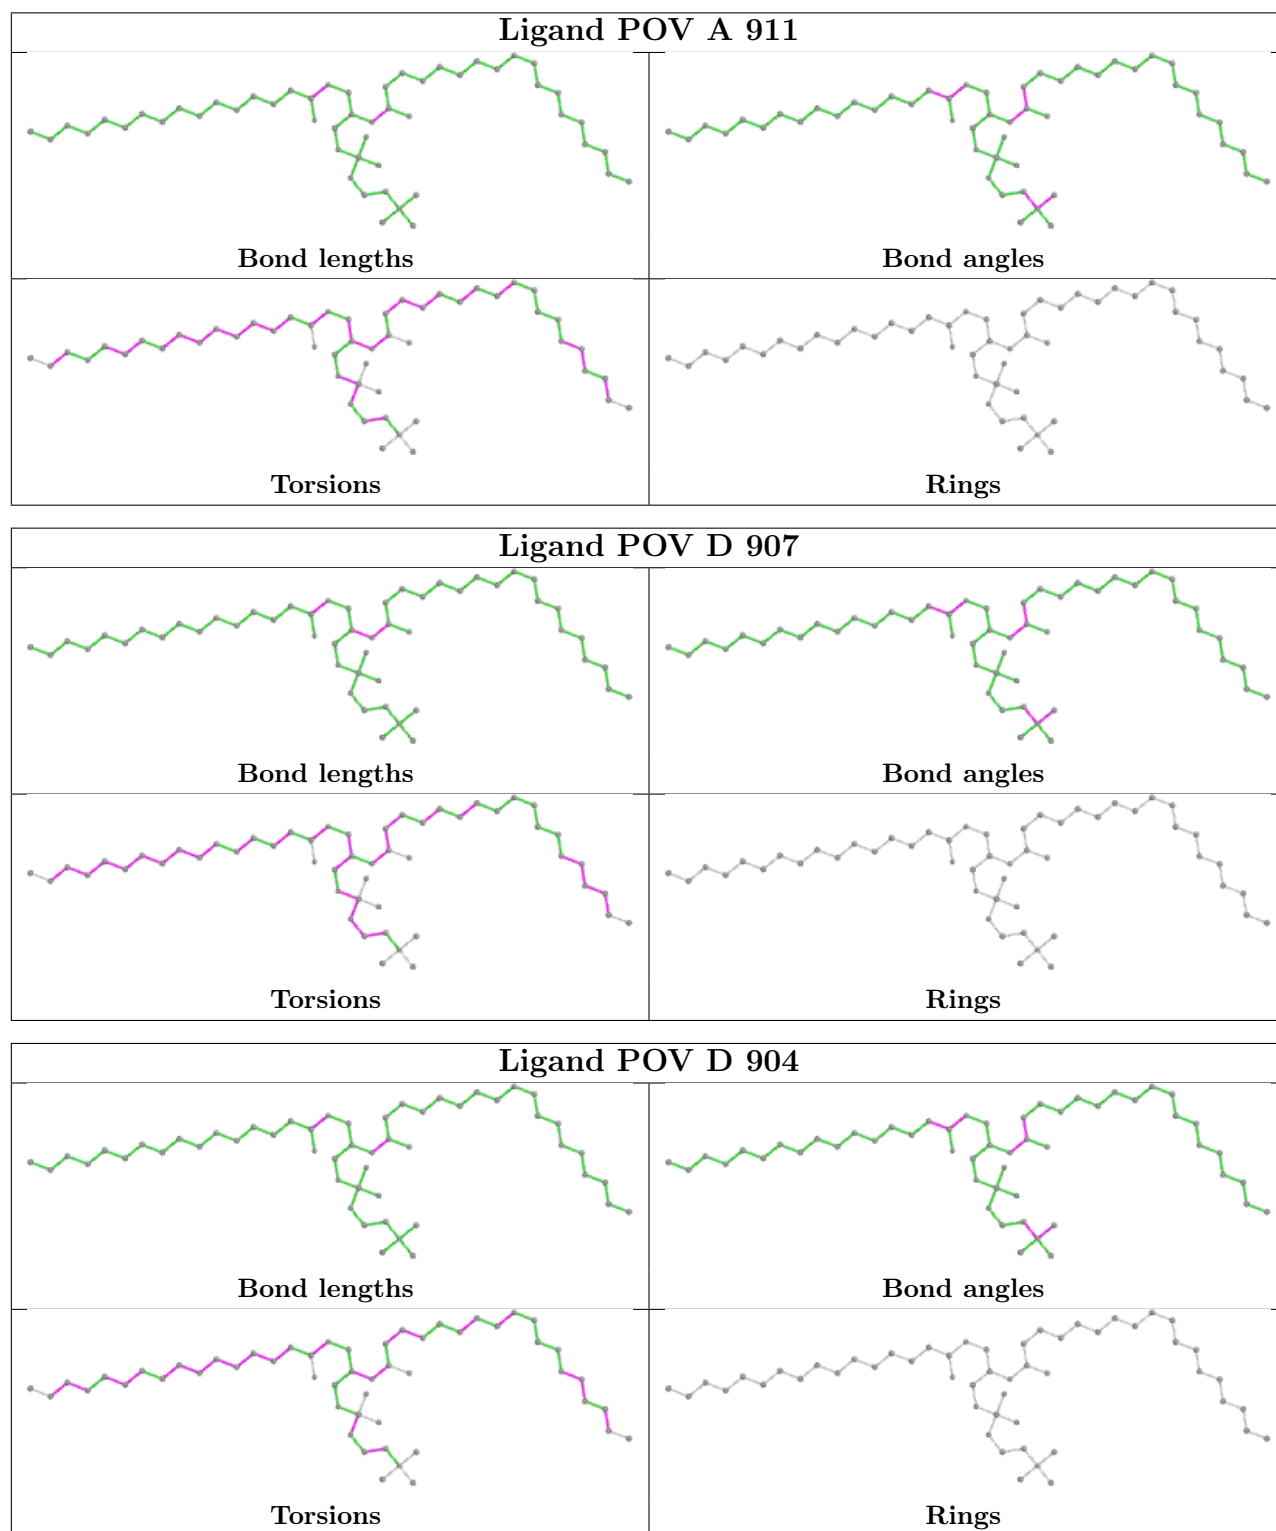 Ligand POV A 911
Bond lengths
Bond angles
Torsions
Rings
Ligand POV D 907
Bond lengths
Bond angles
Torsions
Rings
Ligand POV D 904
Bond lengths
Bond angles
Torsions
Rings